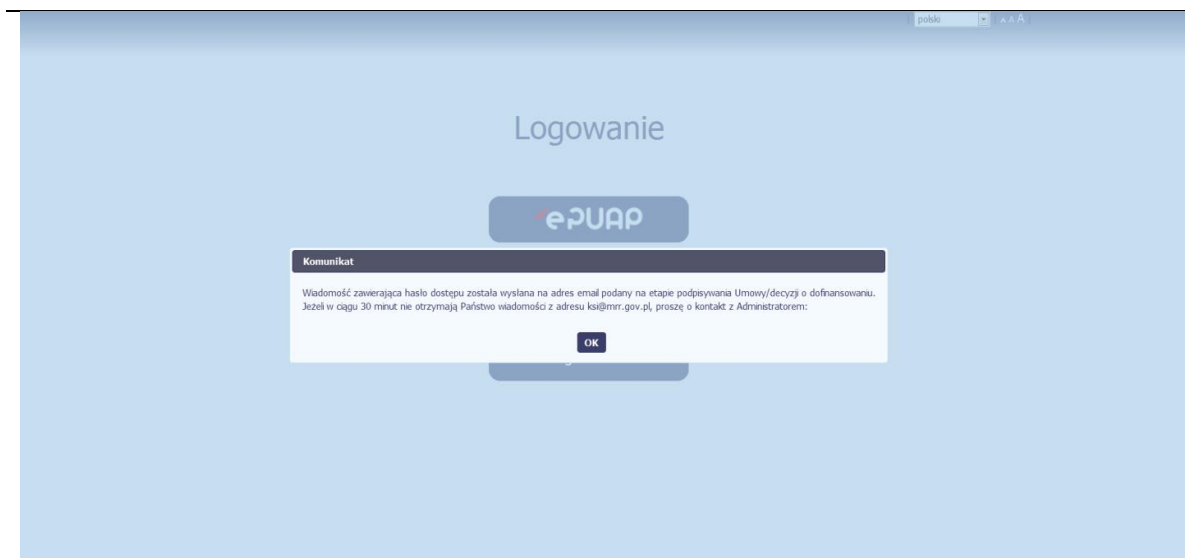 polski A A A
Logowanie
ePUAP
Komunikat
Wiadomość zawierająca hasło dostępu została wysłana na adres email podany na etapie podpisywania Umowy/decyzji o dofinansowaniu.
Jeżeli w ciągu 30 minut nie otrzymają Państwo wiadomości z adresu ksi@mrr.gov.pl, proszę o kontakt z Administratorem:
OK